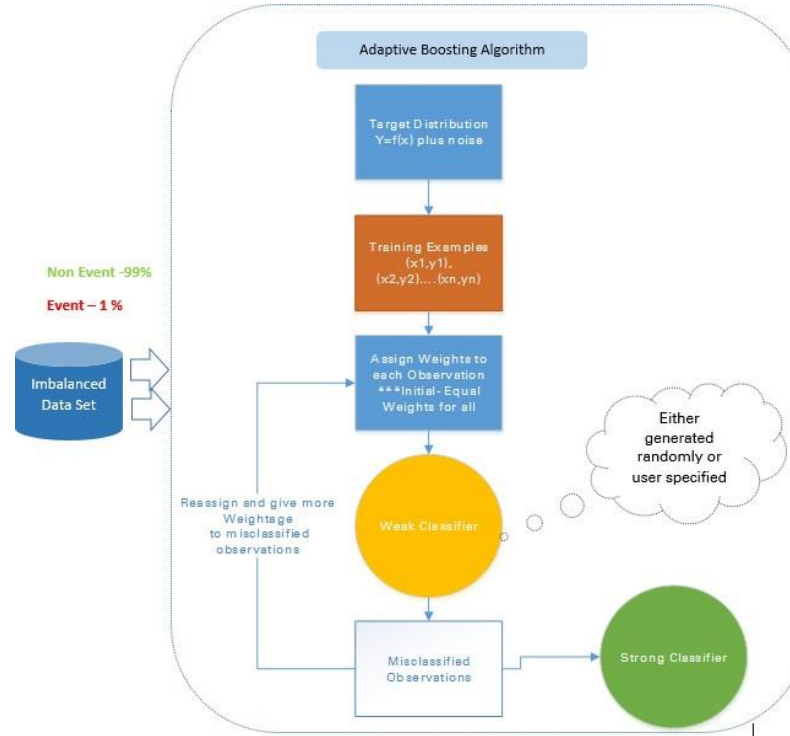 Adaptive Boosting Algorithm
Target Distribution
Y=f(x) plus noise
Training Examples
(x1,y1),
(x2,y2)....(xn,yn)
Non Event -99%
Event – 1 %
Imbalanced
Data Set
Assign Weights to
each Observation
***Initial- Equal
Weights for all
Either
generated
randomly or
user specified
Reassign and give more
Weightage
to misclassified
observations
Weak Classifier
Misclassified
Observations
Strong Classifier